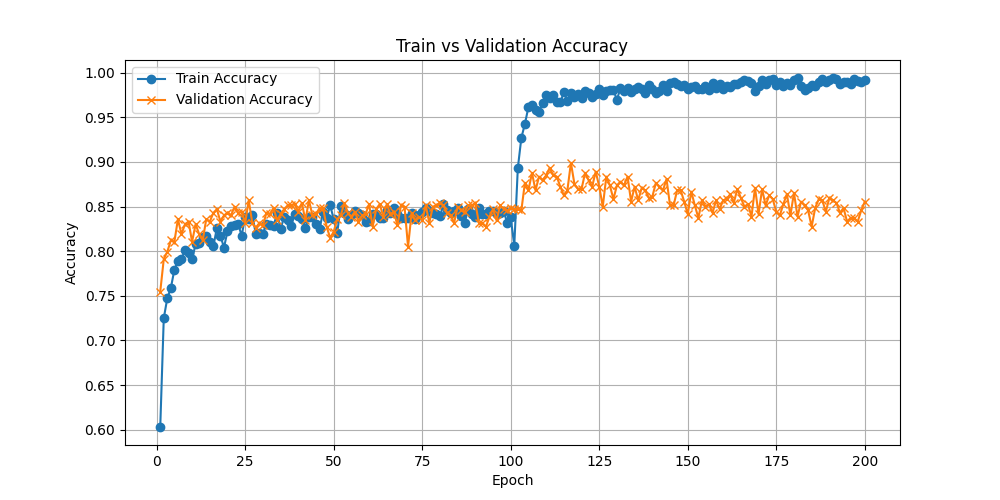 Train vs Validation Accuracy
Train Accuracy
Validation Accuracy
1.00
0.95
0.90
0.85
0.80
0.75
0.70
0.65
0.60
Accuracy
0 25 50 75 100 125 150 175 200
Epoch